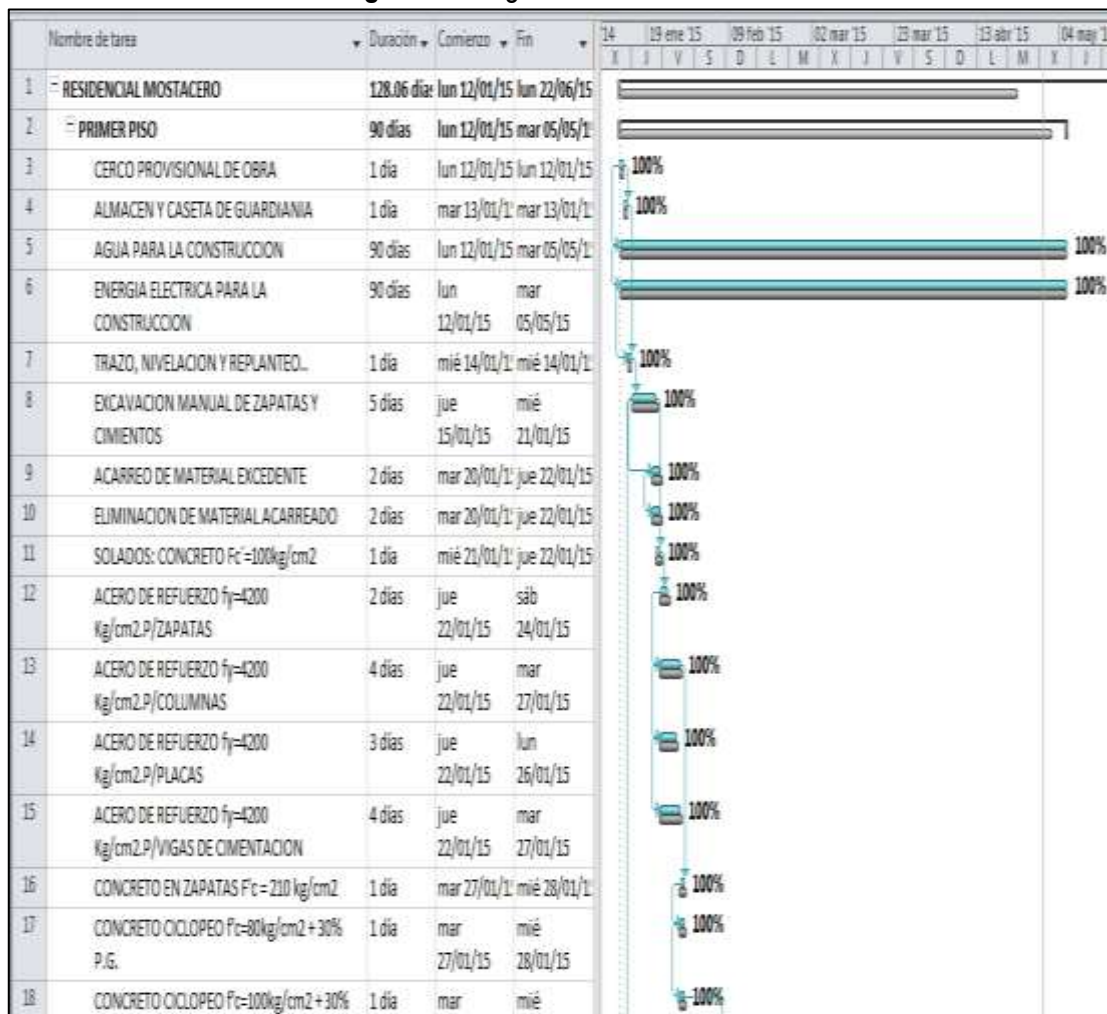 Nombre de tarea Duración Comienzo Fin
'14 19 ene '15 09 feb '15 02 mar '15 23 mar '15 13 abr '15 04 may '1
X J V S D L M X J V S D L M X J
1 RESIDENCIAL MOSTACERO 128.06 días lun 12/01/15 lun 22/06/15
2 PRIMER PISO 90 días lun 12/01/15 mar 05/05/1
3 CERCO PROVISIONAL DE OBRA 1 día lun 12/01/15 lun 12/01/15 100%
4 ALMACEN Y CASETA DE GUARDIANIA 1 día mar 13/01/1 mar 13/01/1 100%
5 AGUA PARA LA CONSTRUCCION 90 días lun 12/01/15 mar 05/05/1 100%
6 ENERGIA ELECTRICA PARA LA 90 días lun mar 100%
CONSTRUCCION 12/01/15 05/05/15
7 TRAZO, NIVELACION Y REPLANTEO... 1 día mié 14/01/1 mié 14/01/1 100%
8 EXCAVACION MANUAL DE ZAPATAS Y 5 días jue mié 100%
CIMIENTOS 15/01/15 21/01/15
9 ACARREO DE MATERIAL EXCEDENTE 2 días mar 20/01/1 jue 22/01/15 100%
10 ELIMINACION DE MATERIAL ACARREADO 2 días mar 20/01/1 jue 22/01/15 100%
11 SOLADOS: CONCRETO Fc´=100kg/cm2 1 día mié 21/01/1 jue 22/01/15 100%
12 ACERO DE REFUERZO fy=4200 2 días jue sáb 100%
Kg/cm2.P/ZAPATAS 22/01/15 24/01/15
13 ACERO DE REFUERZO fy=4200 4 días jue mar 100%
Kg/cm2.P/COLUMNAS 22/01/15 27/01/15
14 ACERO DE REFUERZO fy=4200 3 días jue lun 100%
Kg/cm2.P/PLACAS 22/01/15 26/01/15
15 ACERO DE REFUERZO fy=4200 4 días jue mar 100%
Kg/cm2.P/VIGAS DE CIMENTACION 22/01/15 27/01/15
16 CONCRETO EN ZAPATAS F'c = 210 kg/cm2 1 día mar 27/01/1 mié 28/01/1 100%
17 CONCRETO CICLOPEO f'c=80kg/cm2 + 30% 1 día mar mié 100%
P.G. 27/01/15 28/01/15
18 CONCRETO CICLOPEO f'c=100kg/cm2 + 30% 1 día mar mié 100%